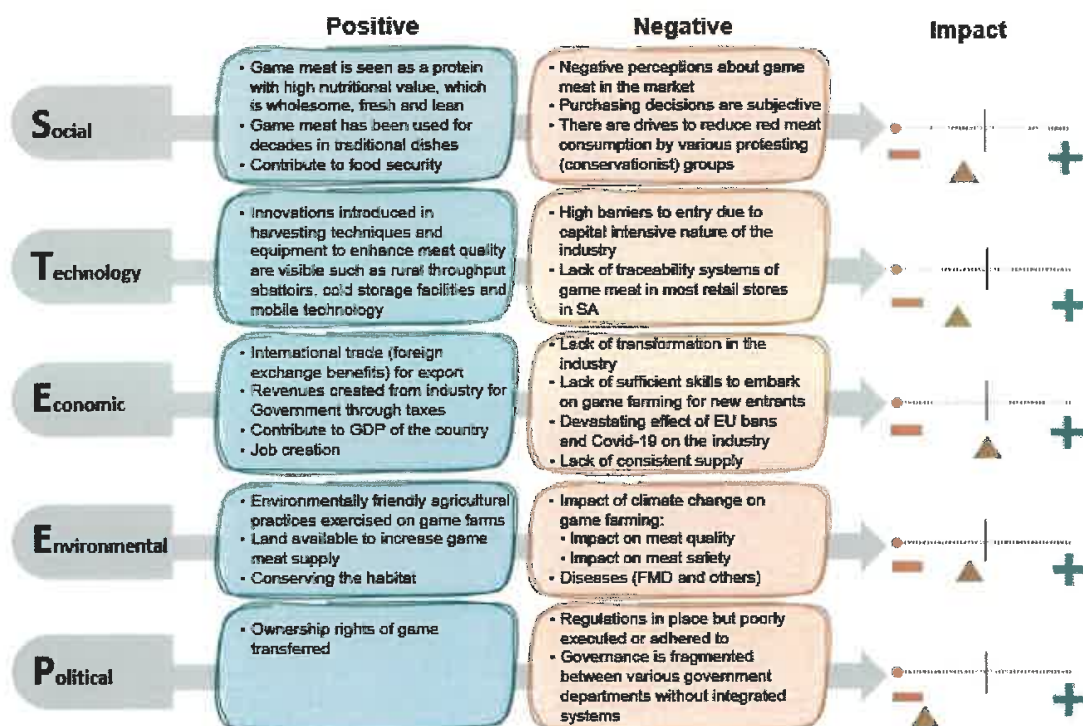 Positive
Negative
Impact
Social
• Game meat is seen as a protein
with high nutritional value, which
is wholesome, fresh and lean
• Game meat has been used for
decades in traditional dishes
• Contribute to food security
• Negative perceptions about game
meat in the market
• Purchasing decisions are subjective
• There are drives to reduce red meat
consumption by various protesting
(conservationist) groups
Technology
• Innovations introduced in
harvesting techniques and
equipment to enhance meat quality
are visible such as rural throughput
abattoirs, cold storage facilities and
mobile technology
• High barriers to entry due to
capital intensive nature of the
industry
• Lack of traceability systems of
game meat in most retail stores
in SA
Economic
• International trade (foreign
exchange benefits) for export
• Revenues created from industry for
Government through taxes
• Contribute to GDP of the country
• Job creation
• Lack of transformation in the
industry
• Lack of sufficient skills to embark
on game farming for new entrants
• Devastating effect of EU bans
and Covid-19 on the industry
• Lack of consistent supply
Environmental
• Environmentally friendly agricultural
practices exercised on game farms
• Land available to increase game
meat supply
• Conserving the habitat
• Impact of climate change on
game farming:
• Impact on meat quality
• Impact on meat safety
• Diseases (FMD and others)
Political
• Ownership rights of game
transferred
• Regulations in place but poorly
executed or adhered to
• Governance is fragmented
between various government
departments without integrated
systems